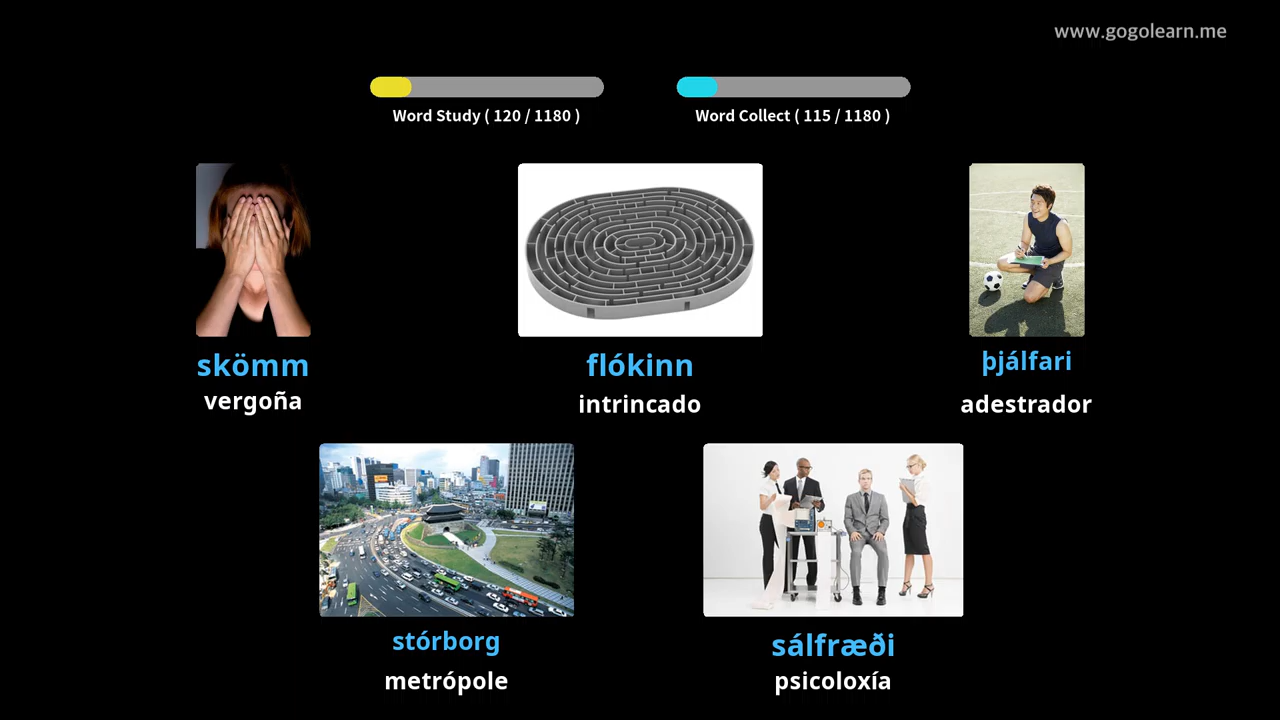 www.gogolearn.me
Word Study ( 120 / 1180 )
Word Collect ( 115 / 1180 )
skömm
vergoña
flókinn
intrincado
þjálfari
adestrador
stórborg
metrópole
sálfræði
psicoloxía